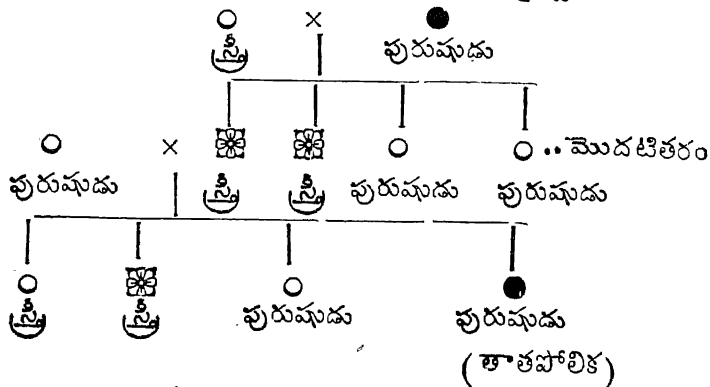 ×
స్త్రీ పురుషుడు
× .. మొదటితరం
పురుషుడు స్త్రీ స్త్రీ పురుషుడు పురుషుడు
స్త్రీ స్త్రీ పురుషుడు పురుషుడు
(తాతపోలిక)